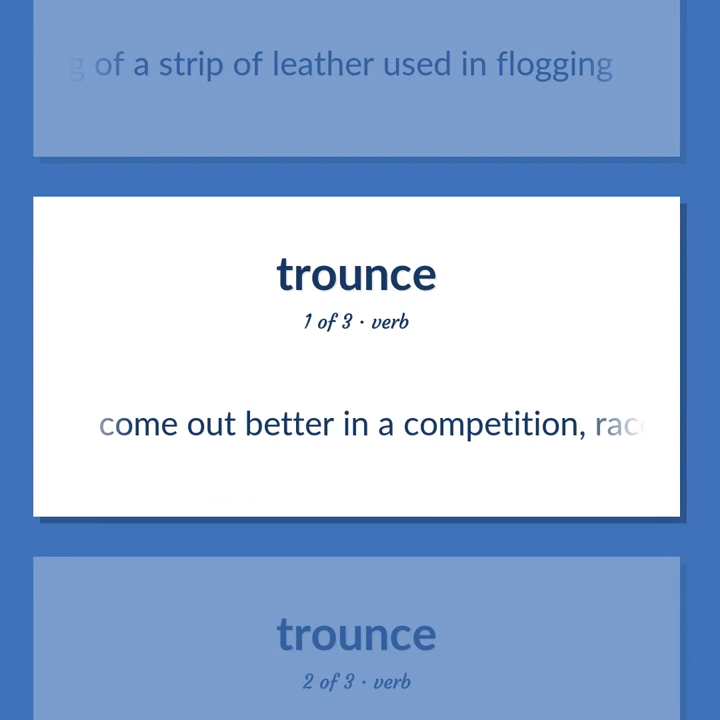 of a strip of leather used in flogging
trounce
1 of 3 · verb
come out better in a competition,
trounce
2 of 3 · verb